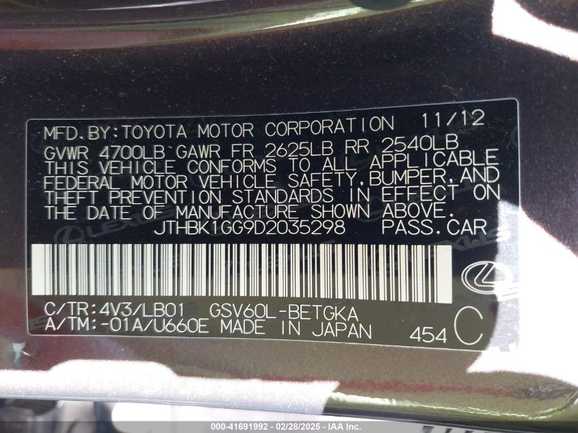 MFD.BY:TOYOTA MOTOR CORPORATION 11/12
GVWR 4700LB GAWR FR 2625LB RR 2540LB
THIS VEHICLE CONFORMS TO ALL APPLICABLE
FEDERAL MOTOR VEHICLE SAFETY,BUMPER,AND
THEFT PREVENTION STANDARDS IN EFFECT ON
THE DATE OF MANUFACTURE SHOWN ABOVE.
JTHBK1GG9D2035298 PASS.CAR
C/TR:4V3/LB01 GSV60L-BETGKA
A/TM:-01A/U660E MADE IN JAPAN 454 C
000-41691992 - 02/28/2025 - IAA Inc.